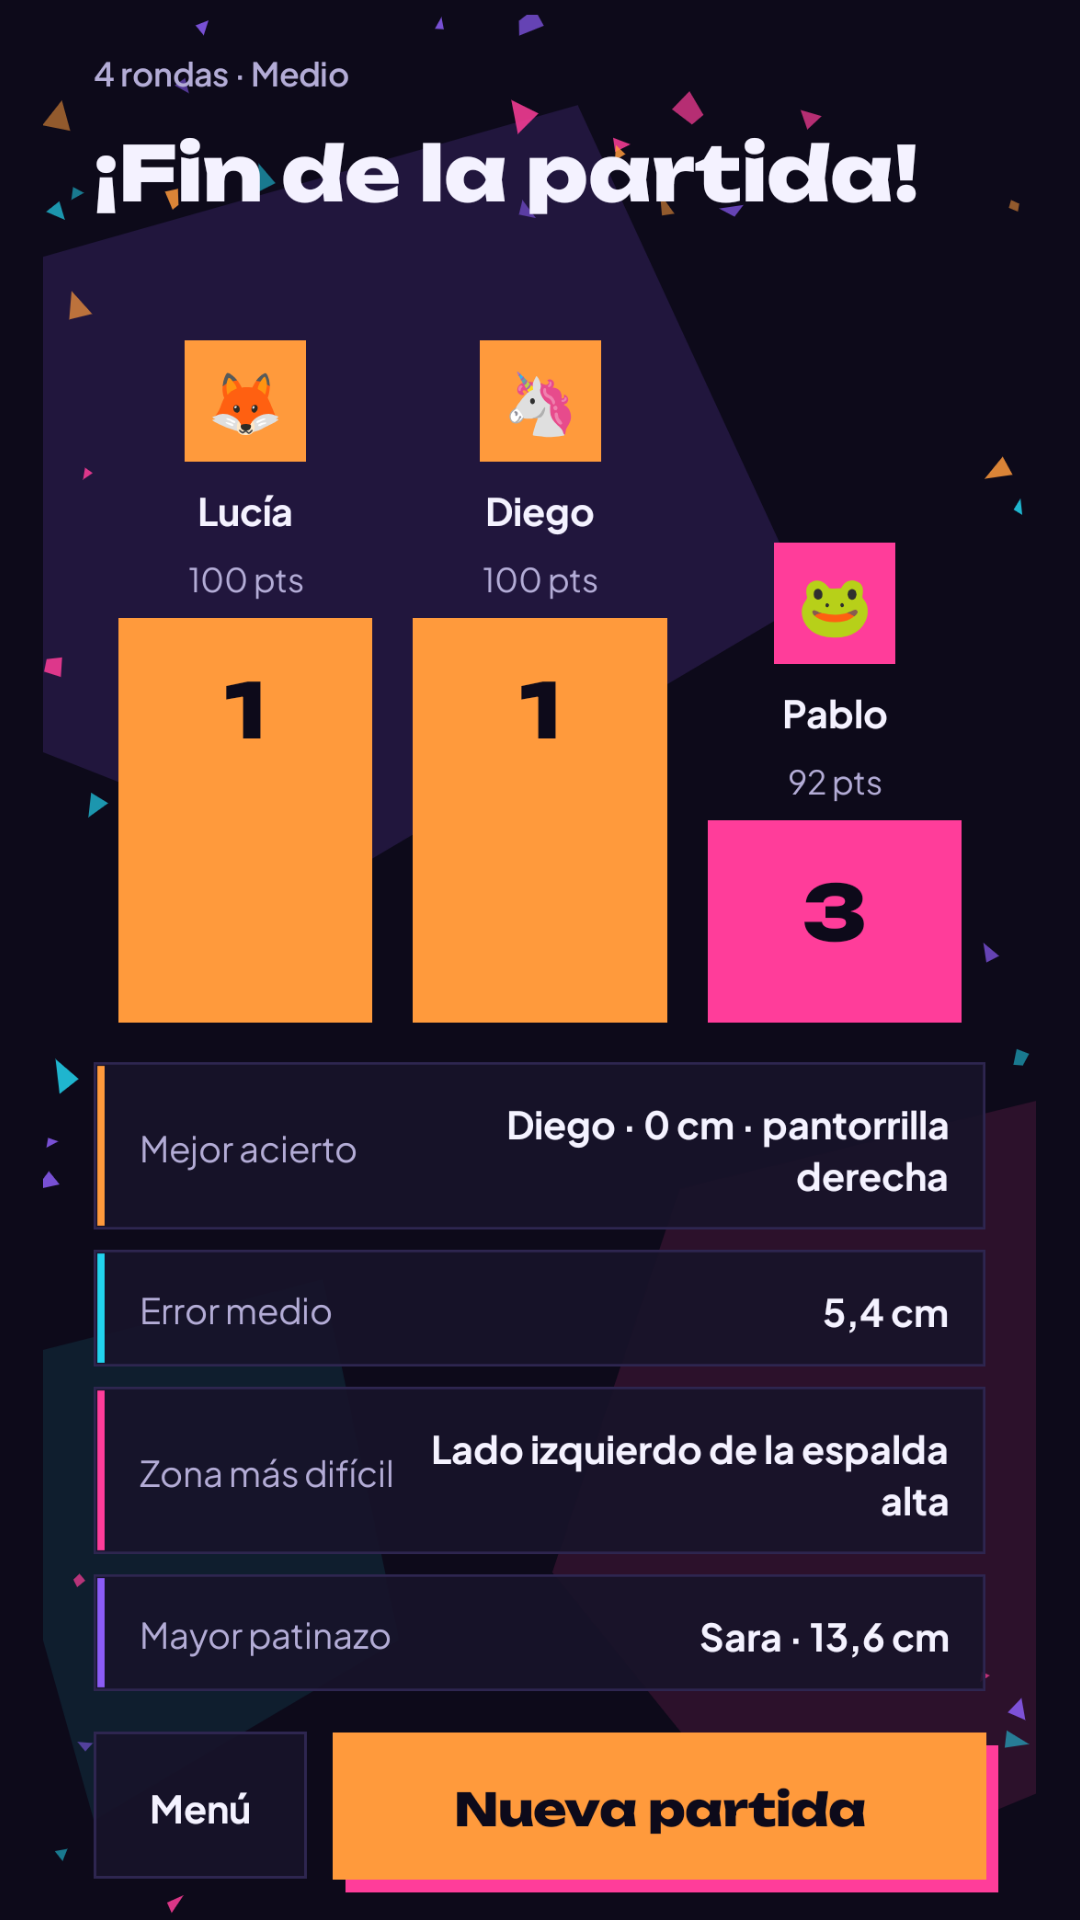 4 rondas · Medio
¡Fin de la partida!
Lucía
100 pts
1
Diego
100 pts
1
Pablo
92 pts
3
Mejor acierto
Diego · 0 cm · pantorrilla
derecha
Error medio
5,4 cm
Zona más difícil
Lado izquierdo de la espalda
alta
Mayor patinazo
Sara · 13,6 cm
Menú
Nueva partida